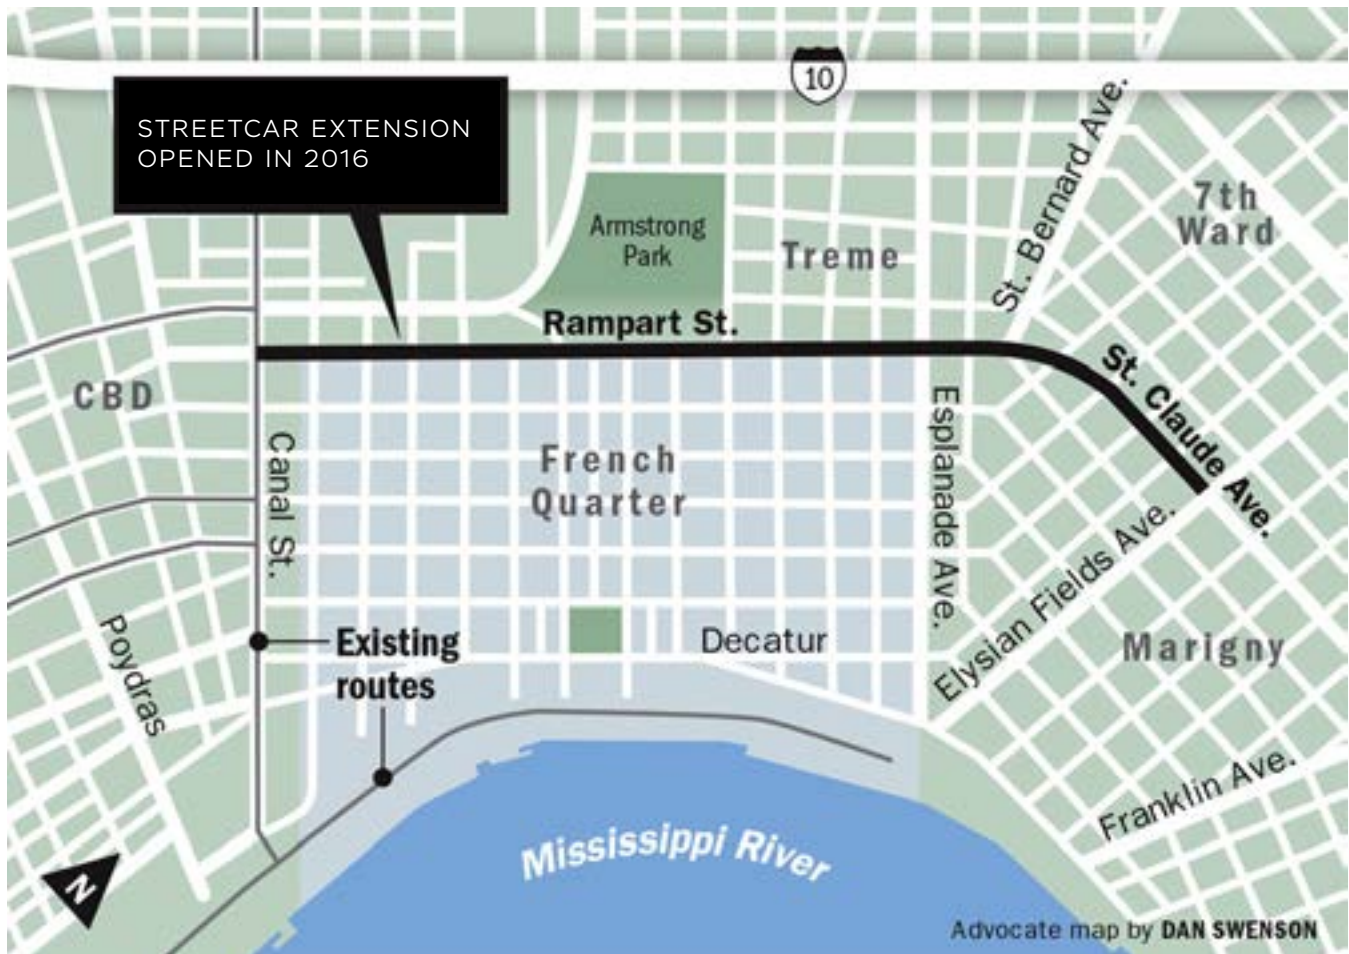 10
STREETCAR EXTENSION
OPENED IN 2016
St. Bernard Ave.
7th
Ward
Armstrong
Park
Treme
Rampart St.
CBD
St. Claude Ave.
Canal St.
French
Quarter
Esplanade Ave.
Elysian Fields Ave.
Poydras
Existing
routes
Decatur
Marigny
Franklin Ave.
Mississippi River
N
Advocate map by DAN SWENSON